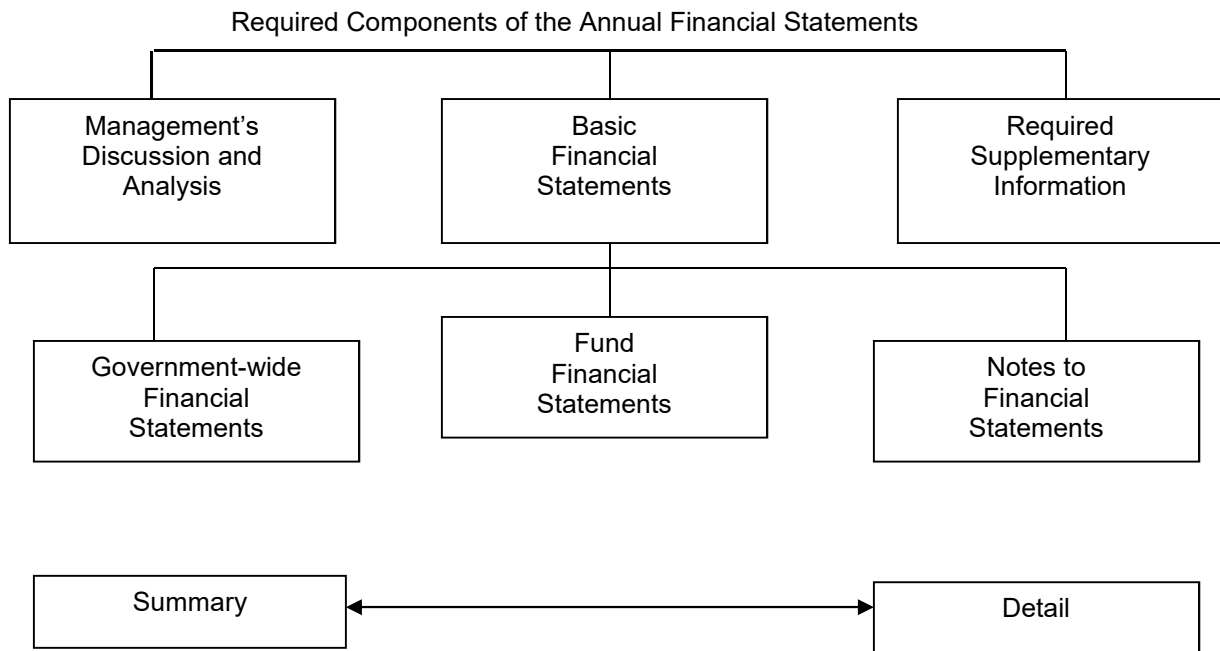 Required Components of the Annual Financial Statements
Management’s
Discussion and
Analysis
Basic
Financial
Statements
Required
Supplementary
Information
Government-wide
Financial
Statements
Fund
Financial
Statements
Notes to
Financial
Statements
Summary
Detail